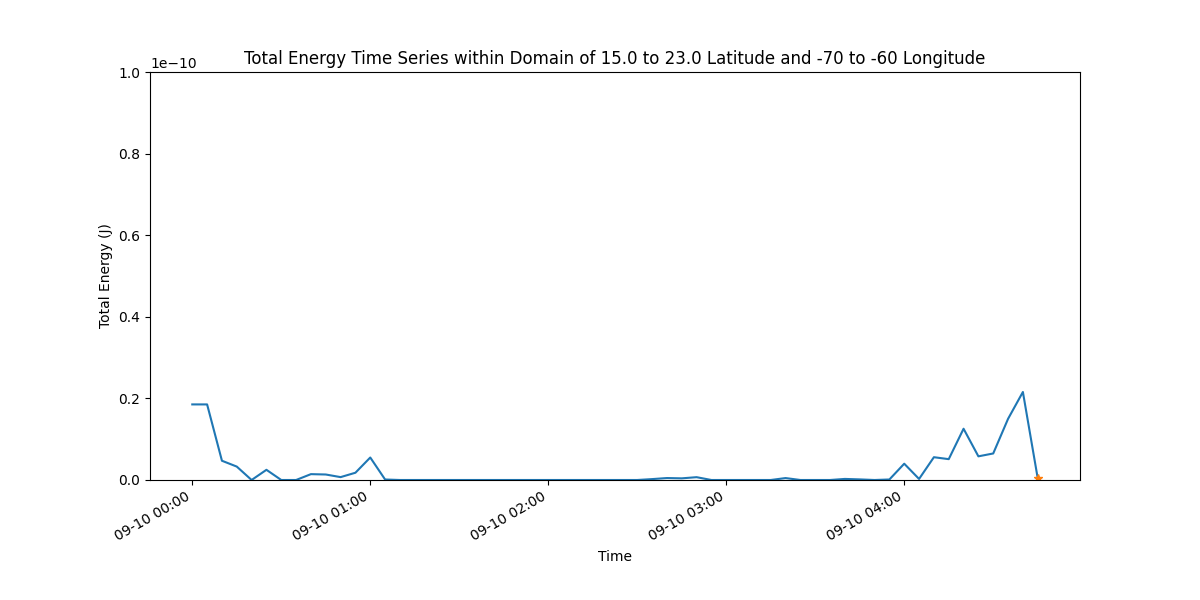 Total Energy Time Series within Domain of 15.0 to 23.0 Latitude and -70 to -60 Longitude
1e−10
1.0
0.8
0.6
0.4
0.2
0.0
Total Energy (J)
09-10 00:00
09-10 01:00
09-10 02:00
09-10 03:00
09-10 04:00
Time